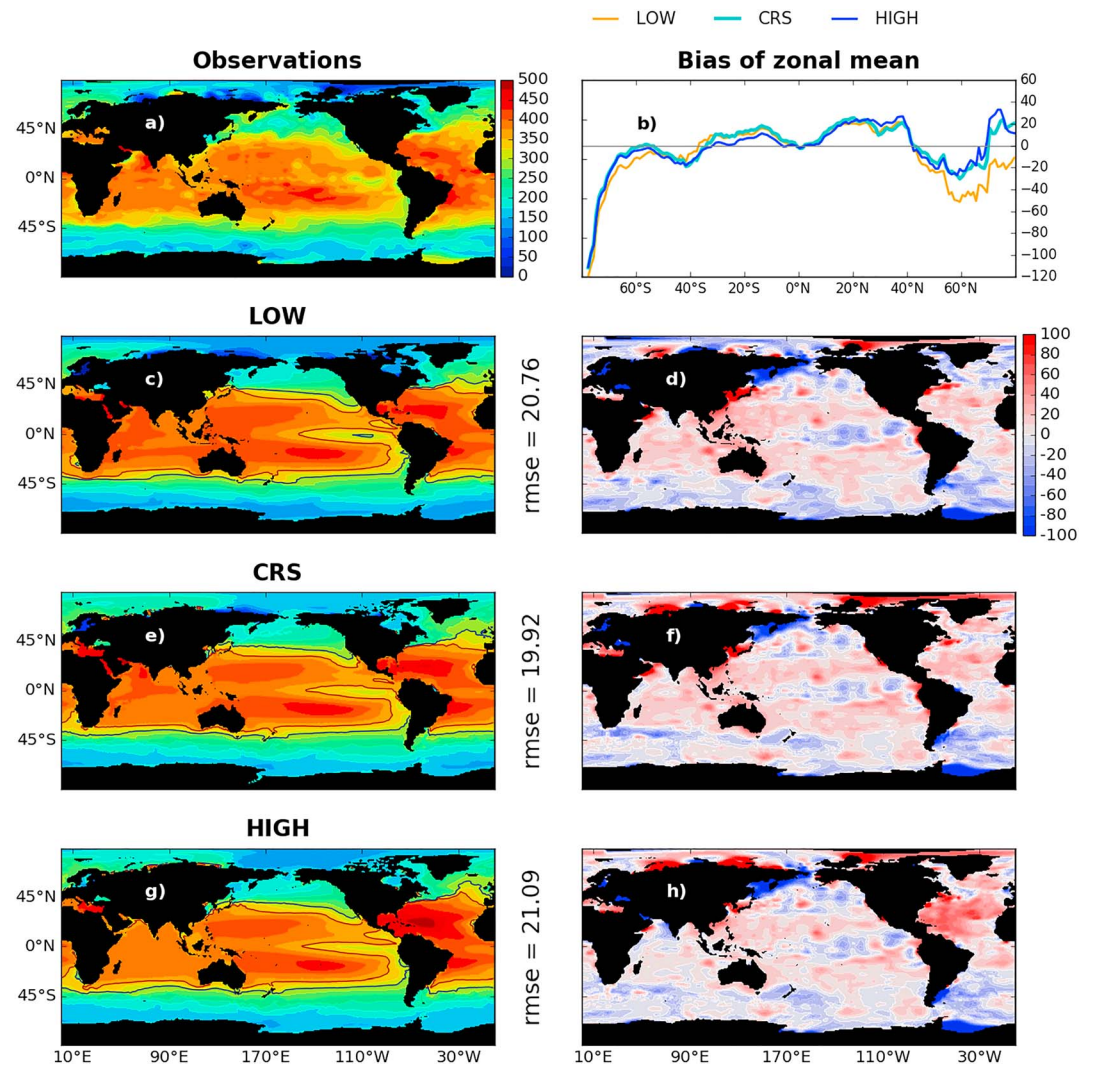 LOW CRS HIGH
Observations
Bias of zonal mean
a)
45°N
0°N
45°S
500
450
400
350
300
250
200
150
100
50
0
b)
60
40
20
0
−20
−40
−60
−80
−100
−120
60°S 40°S 20°S 0°N 20°N 40°N 60°N
LOW
c)
45°N
0°N
45°S
rmse = 20.76
d)
100
80
60
40
20
0
-20
-40
-60
-80
-100
CRS
e)
45°N
0°N
45°S
rmse = 19.92
f)
HIGH
g)
45°N
0°N
45°S
10°E 90°E 170°E 110°W 30°W
rmse = 21.09
h)
10°E 90°E 170°E 110°W 30°W